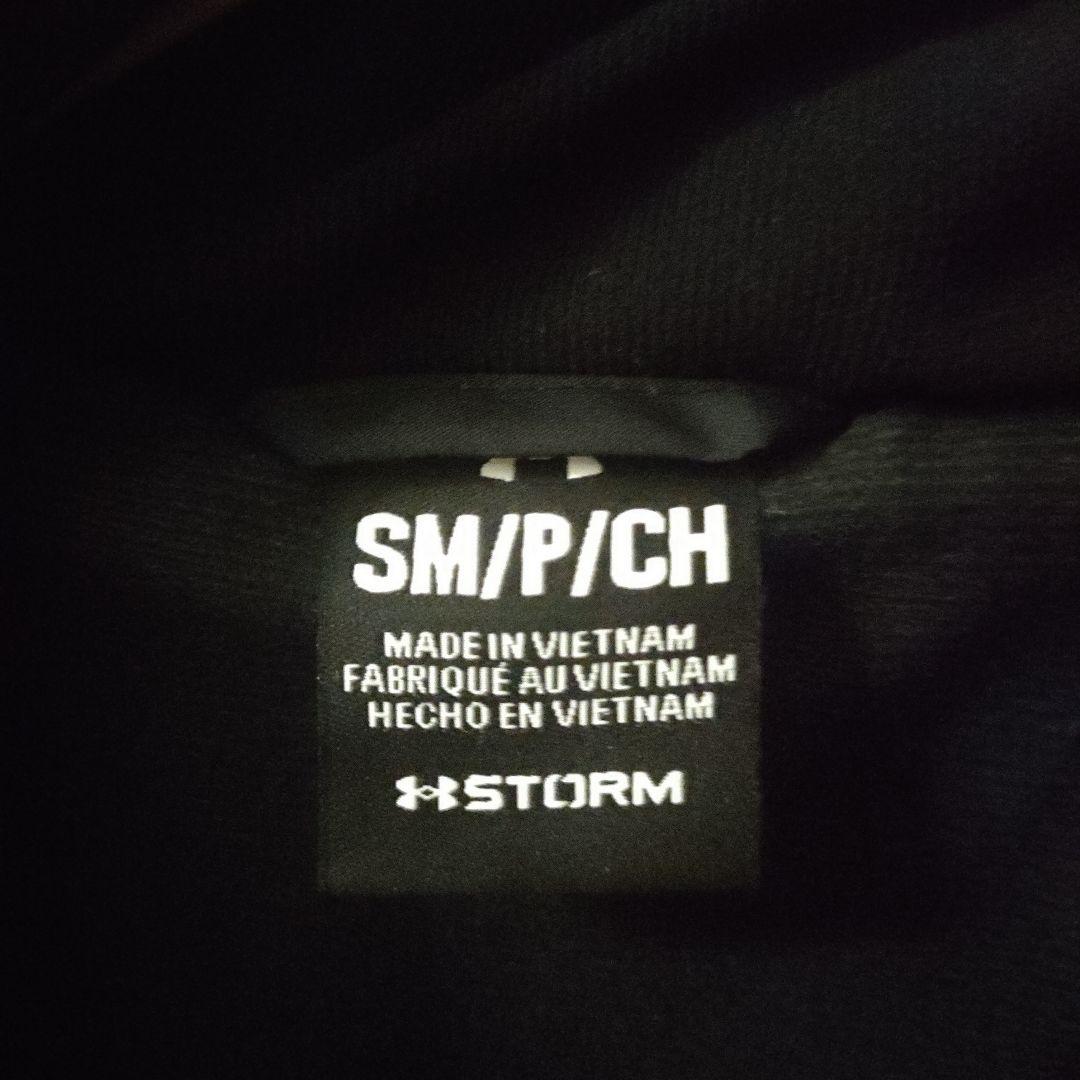 SM/P/CH
MADE IN VIETNAM
FABRIQUÉ AU VIETNAM
HECHO EN VIETNAM
STORM